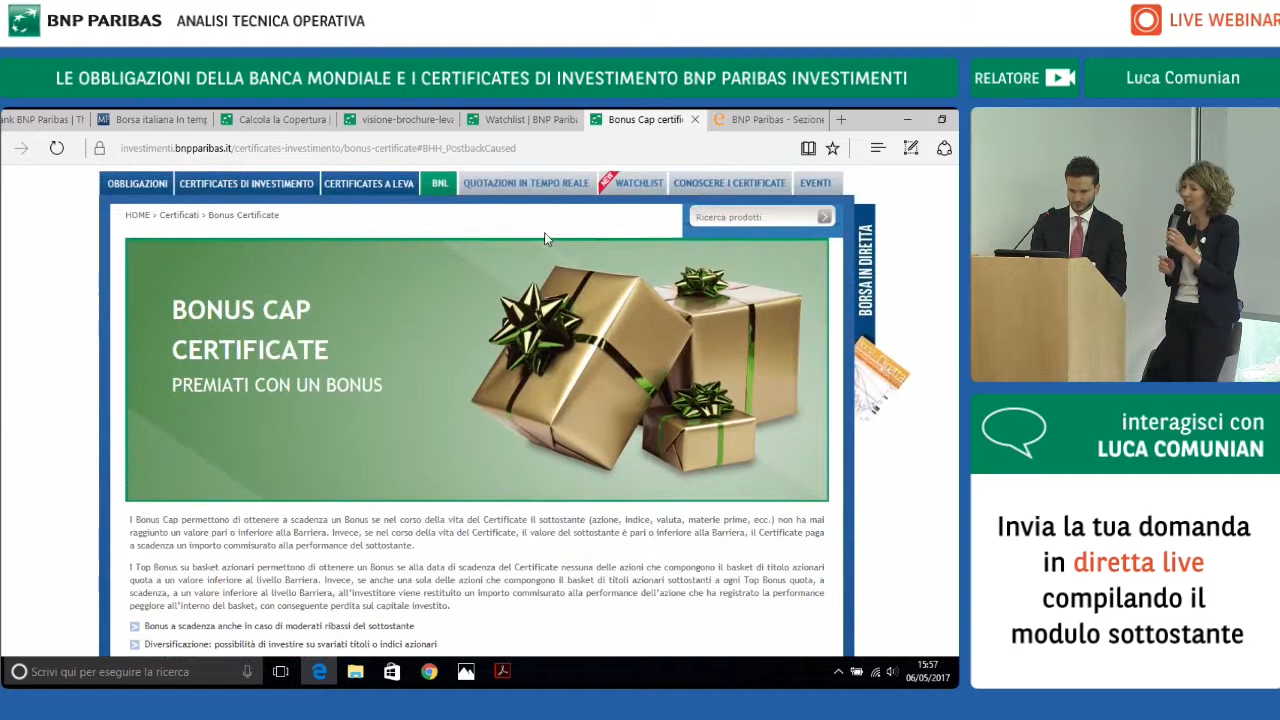 BNP PARIBAS ANALISI TECNICA OPERATIVA
LIVE WEBINAR
LE OBBLIGAZIONI DELLA BANCA MONDIALE E I CERTIFICATES DI INVESTIMENTO BNP PARIBAS INVESTIMENTI
RELATORE
Luca Comunian
ank BNP Paribas | Th
Borsa italiana In temp
Calcola la Copertura |
visione-brochure-leva
Watchlist | BNP Pariba
Bonus Cap certifi
BNP Paribas - Sezione
investimenti.bnpparibas.it/certificates-investimento/bonus-certificate#BHH_PostbackCaused
OBBLIGAZIONI CERTIFICATES DI INVESTIMENTO CERTIFICATES A LEVA BNL QUOTAZIONI IN TEMPO REALE NEW WATCHLIST CONOSCERE I CERTIFICATE EVENTI
HOME > Certificati > Bonus Certificate
Ricerca prodotti
BORSA IN DIRETTA
BONUS CAP
CERTIFICATE
PREMIATI CON UN BONUS
I Bonus Cap permettono di ottenere a scadenza un Bonus se nel corso della vita del Certificate il sottostante (azione, indice, valuta, materie prime, ecc.) non ha mai
raggiunto un valore pari o inferiore alla Barriera. Invece, se nel corso della vita del Certificate, il valore del sottostante è pari o inferiore alla Barriera, il Certificate paga
a scadenza un importo commisurato alla performance del sottostante.
I Top Bonus su basket azionari permettono di ottenere un Bonus se alla data di scadenza del Certificate nessuna delle azioni che compongono il basket di titolo azionari
quota a un valore inferiore al livello Barriera. Invece, se anche una sola delle azioni che compongono il basket di titoli azionari sottostanti a ogni Top Bonus quota, a
scadenza, a un valore inferiore al livello Barriera, all'investitore viene restituito un importo commisurato alla performance dell'azione che ha registrato la performance
peggiore all'interno del basket, con conseguente perdita sul capitale investito.
Bonus a scadenza anche in caso di moderati ribassi del sottostante
Diversificazione: possibilità di investire su svariati titoli o indici azionari
Scrivi qui per eseguire la ricerca
15:57
06/05/2017
interagisci con
LUCA COMUNIAN
Invia la tua domanda
in diretta live
compilando il
modulo sottostante